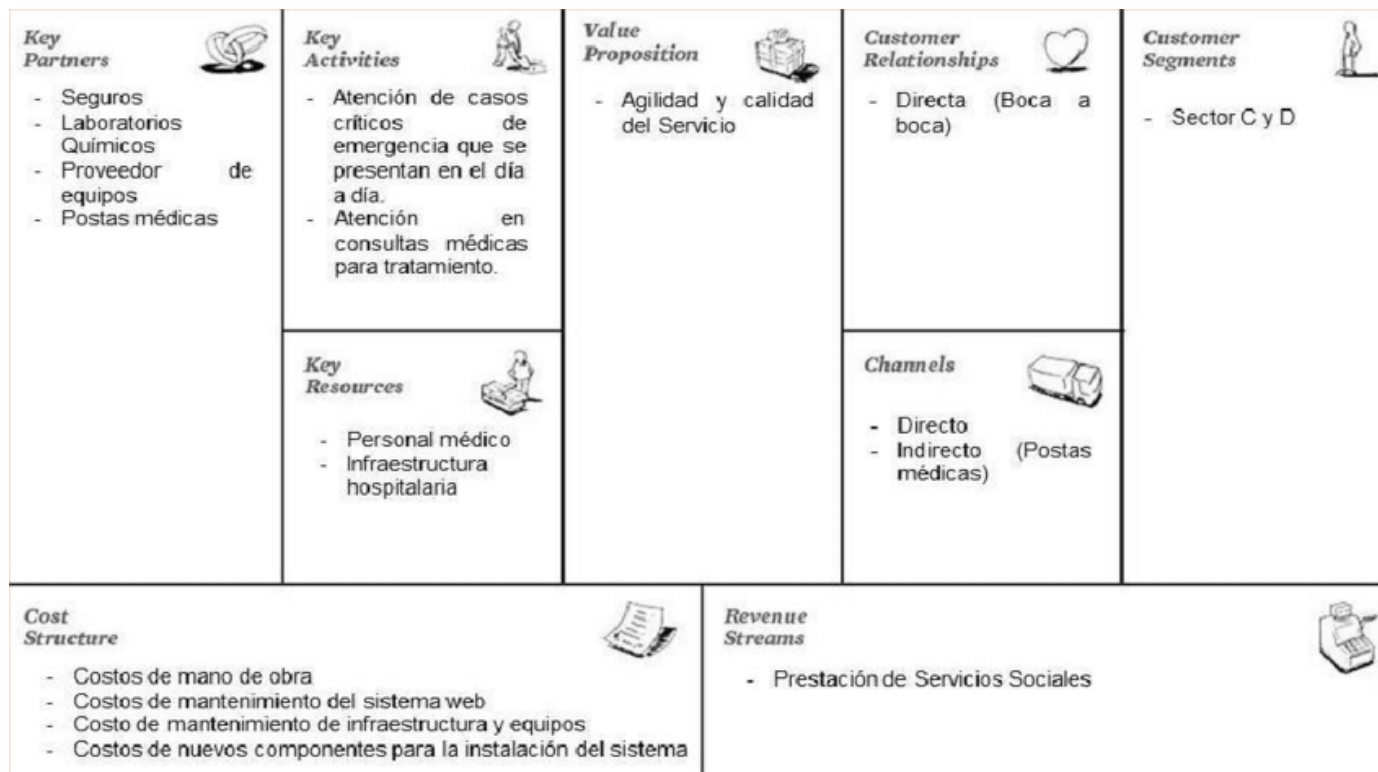 Key
Partners
- Seguros
- Laboratorios
Químicos
- Proveedor de
equipos
- Postas médicas
Key
Activities
- Atención de casos
críticos de
emergencia que se
presentan en el día
a día.
- Atención en
consultas médicas
para tratamiento.
Key
Resources
- Personal médico
- Infraestructura
hospitalaria
Value
Proposition
- Agilidad y calidad
del Servicio
Customer
Relationships
- Directa (Boca a
boca)
Channels
- Directo
- Indirecto (Postas
médicas)
Customer
Segments
- Sector C y D
Cost
Structure
- Costos de mano de obra
- Costos de mantenimiento del sistema web
- Costo de mantenimiento de infraestructura y equipos
- Costos de nuevos componentes para la instalación del sistema
Revenue
Streams
- Prestación de Servicios Sociales